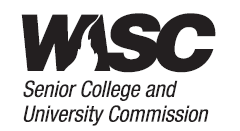 WASC
Senior College and
University Commission